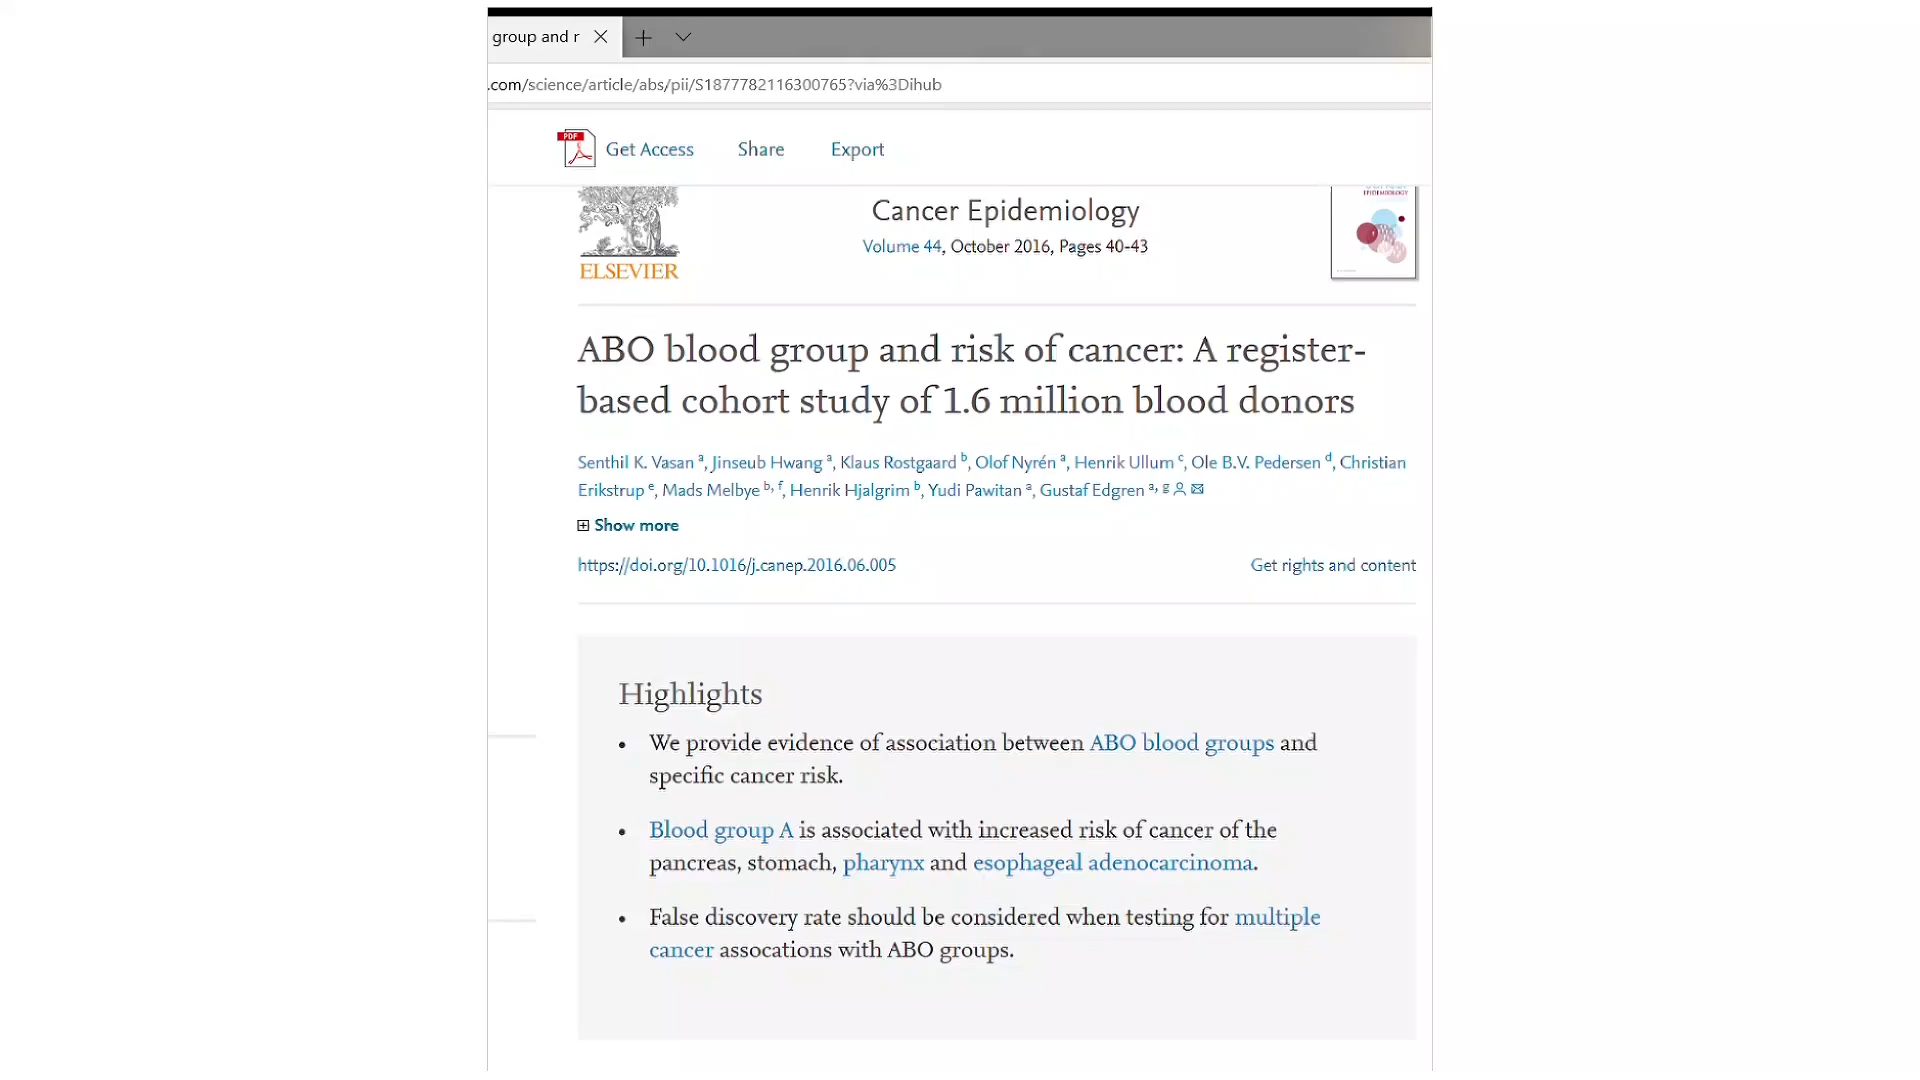 group and r
.com/science/article/abs/pii/S1877782116300765?via%3Dihub
PDF
Get Access Share Export
EPIDEMIOLOGY
Cancer Epidemiology
Volume 44, October 2016, Pages 40-43
ELSEVIER
ABO blood group and risk of cancer: A register-
based cohort study of 1.6 million blood donors
Senthil K. Vasan a, Jinseub Hwang a, Klaus Rostgaard b, Olof Nyrén a, Henrik Ullum c, Ole B.V. Pedersen d, Christian
Erikstrup e, Mads Melbye b, f, Henrik Hjalgrim b, Yudi Pawitan a, Gustaf Edgren a, g
Show more
https://doi.org/10.1016/j.canep.2016.06.005 Get rights and content
Highlights
• We provide evidence of association between ABO blood groups and
specific cancer risk.
• Blood group A is associated with increased risk of cancer of the
pancreas, stomach, pharynx and esophageal adenocarcinoma.
• False discovery rate should be considered when testing for multiple
cancer assocations with ABO groups.